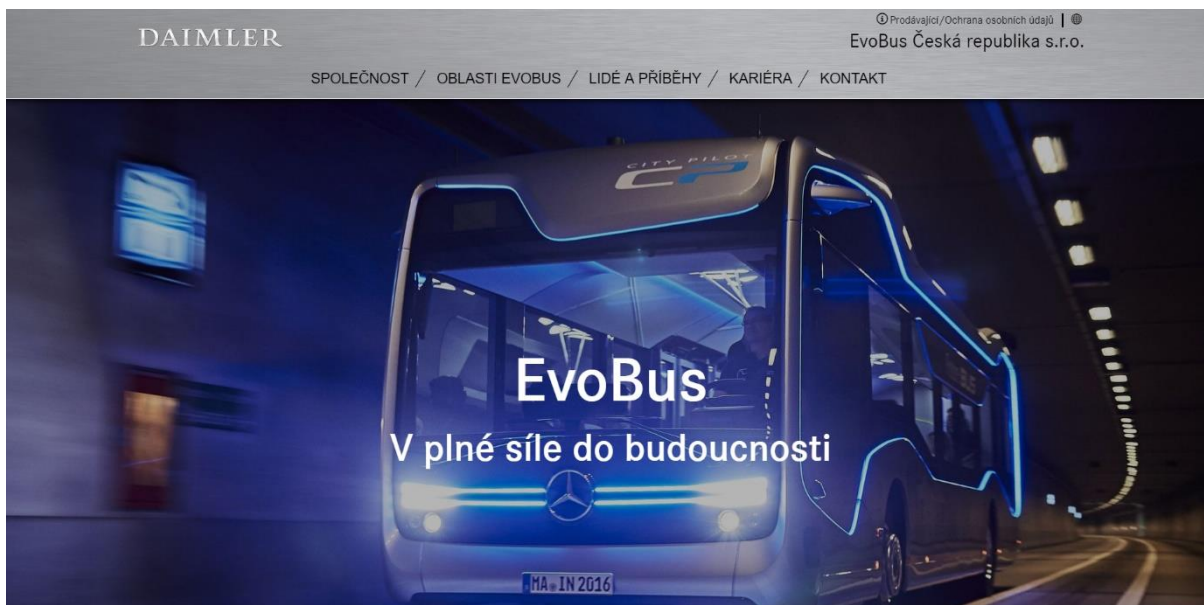 DAIMLER
Prodávající/Ochrana osobních údajů
EvoBus Česká republika s.r.o.
SPOLEČNOST / OBLASTI EVOBUS / LIDÉ A PŘÍBĚHY / KARIÉRA / KONTAKT
CITY PILOT
CP
EvoBus
V plné síle do budoucnosti
MA IN 2016